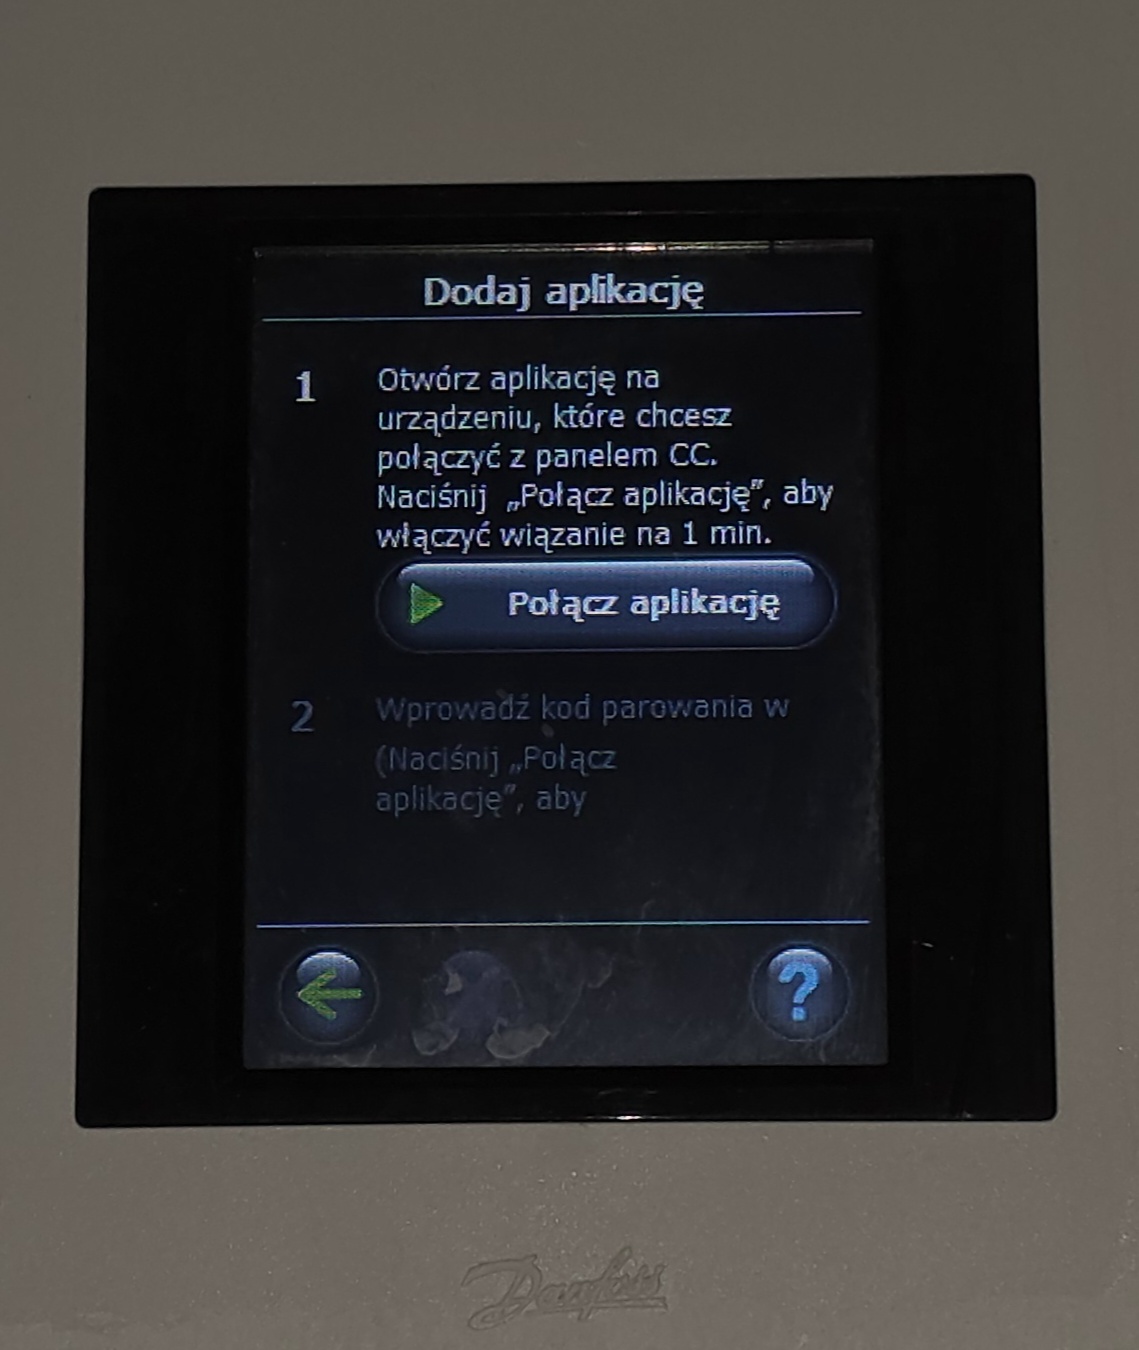 Dodaj aplikację
1
Otwórz aplikację na
urządzeniu, które chcesz
połączyć z panelem CC.
Naciśnij „Połącz aplikację”, aby
włączyć wiązanie na 1 min.
Połącz aplikację
2
Wprowadź kod parowania w
(Naciśnij „Połącz
aplikację”, aby
?
Danfoss